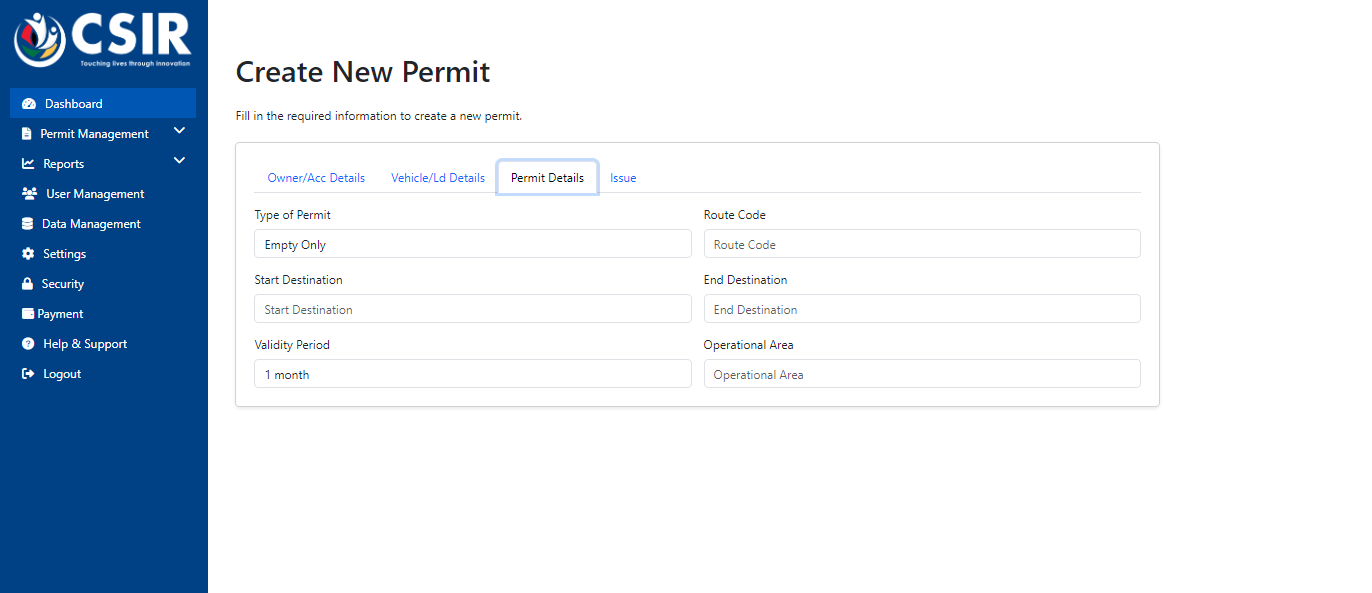 CSIR
Touching lives through innovation
Dashboard
Permit Management
Reports
User Management
Data Management
Settings
Security
Payment
Help & Support
Logout
Create New Permit
Fill in the required information to create a new permit.
Owner/Acc Details Vehicle/Ld Details Permit Details Issue
Type of Permit Route Code
Empty Only Route Code
Start Destination End Destination
Start Destination End Destination
Validity Period Operational Area
1 month Operational Area